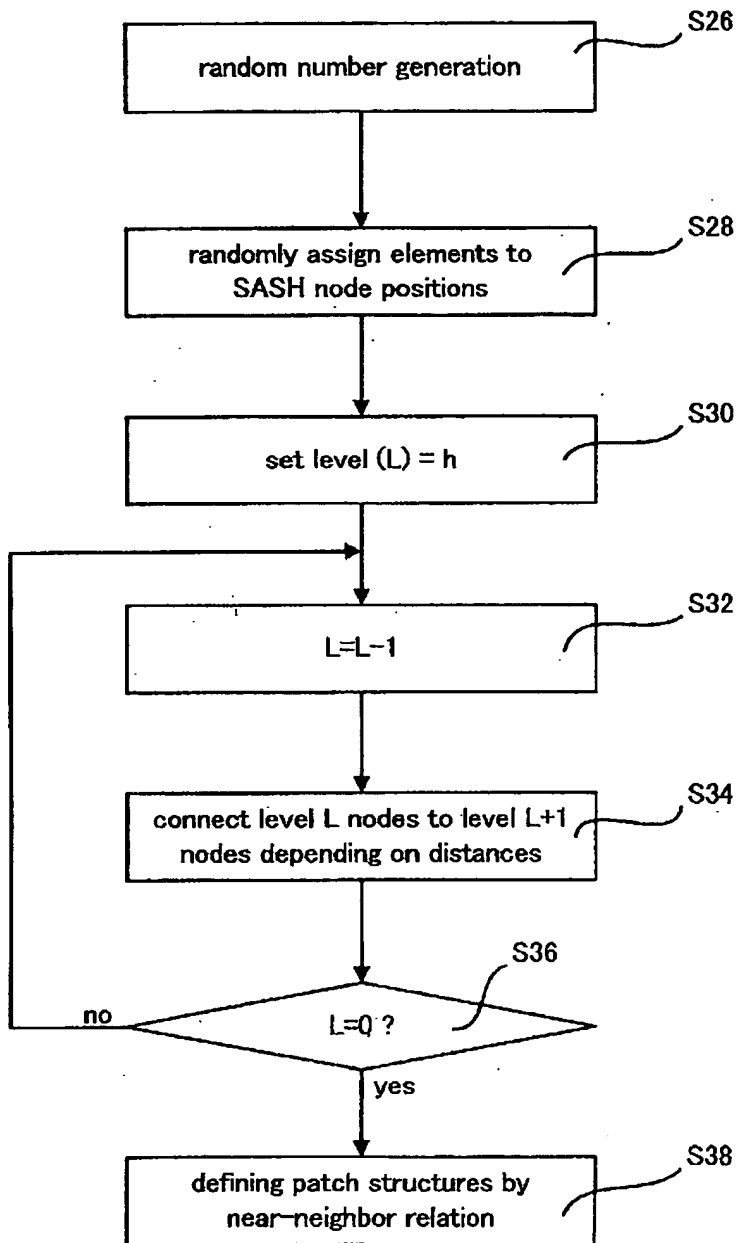 S26
random number generation
S28
randomly assign elements to
SASH node positions
S30
set level (L) = h
S32
L=L-1
S34
connect level L nodes to level L+1
nodes depending on distances
S36
no
L=0 ?
yes
S38
defining patch structures by
near-neighbor relation